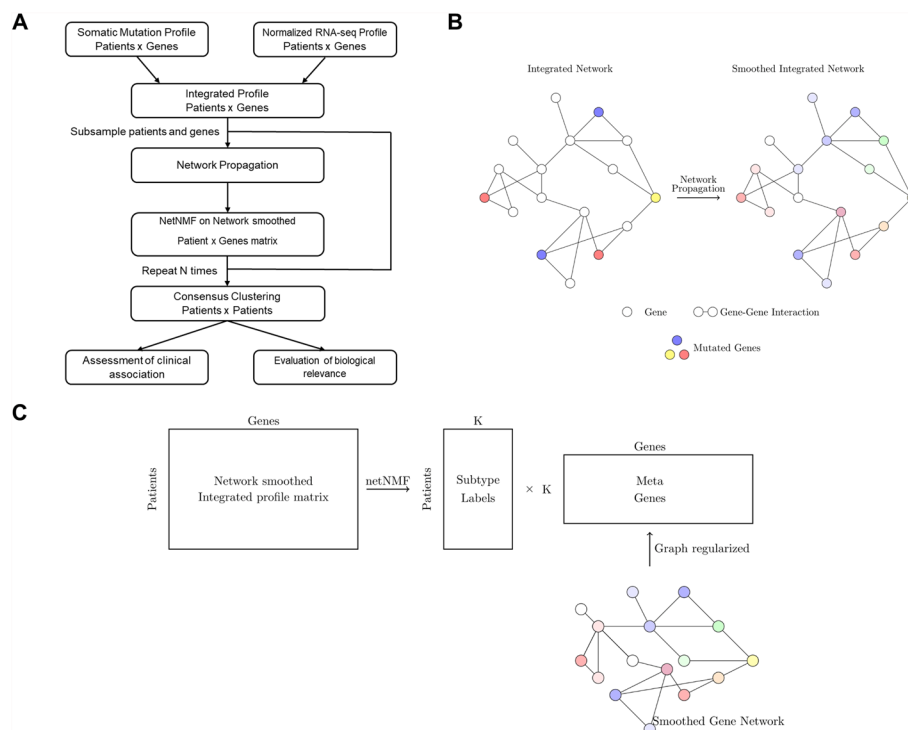 A
Somatic Mutation Profile
Patients x Genes
Normalized RNA-seq Profile
Patients x Genes
Integrated Profile
Patients x Genes
Subsample patients and genes
Network Propagation
NetNMF on Network smoothed
Patient x Genes matrix
Repeat N times
Consensus Clustering
Patients x Patients
Assessment of clinical
association
Evaluation of biological
relevance
B
Integrated Network
Smoothed Integrated Network
Network
Propagation
Gene
Gene-Gene Interaction
Mutated Genes
C
Genes
Patients
Network smoothed
Integrated profile matrix
netNMF
K
Patients
Subtype
Labels
× K
Genes
Meta
Genes
Graph regularized
Smoothed Gene Network